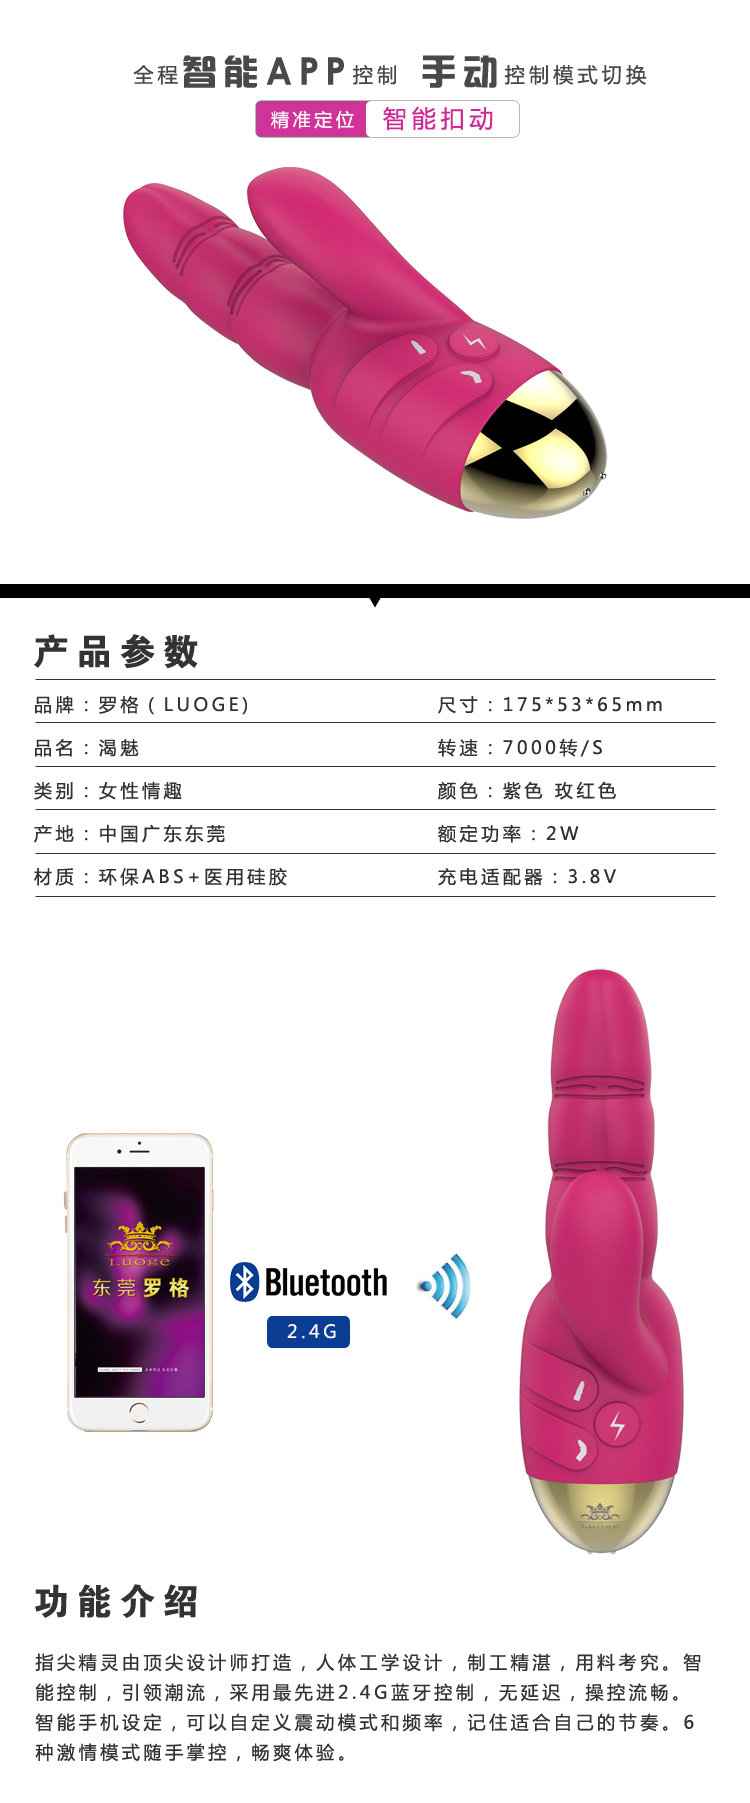 全程智能APP控制 手动控制模式切换
精准定位 智能扣动
产品参数
品牌：罗格（LUOGE） 尺寸：175*53*65mm
品名：渴魅 转速：7000转/S
类别：女性情趣 颜色：紫色 玫红色
产地：中国广东东莞 额定功率：2W
材质：环保ABS+医用硅胶 充电适配器：3.8V
Luoge
东莞罗格
Bluetooth
2.4G
Luoge
功能介绍
指尖精灵由顶尖设计师打造，人体工学设计，制工精湛，用料考究。智
能控制，引领潮流，采用最先进2.4G蓝牙控制，无延迟，操控流畅。
智能手机设定，可以自定义震动模式和频率，记住适合自己的节奏。6
种激情模式随手掌控，畅爽体验。